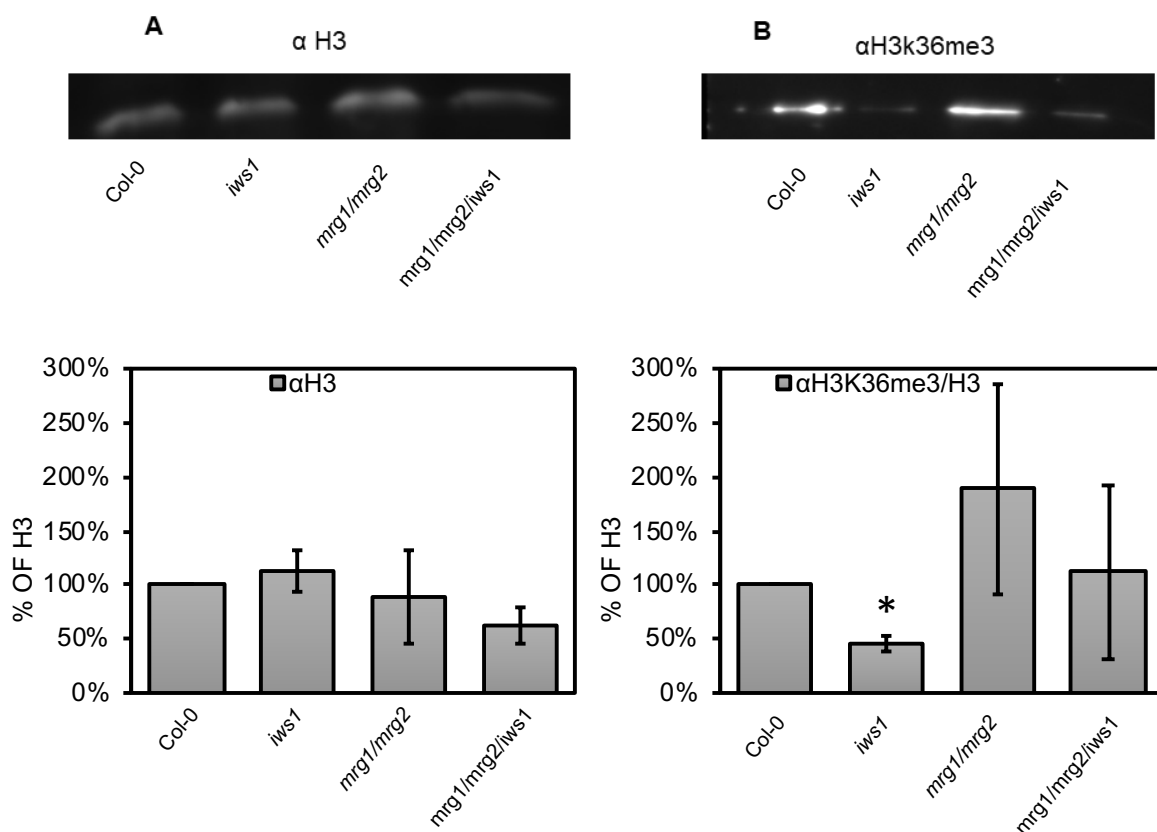 A
α H3
Col-0
iws1
mrg1/mrg2
mrg1/mrg2/iws1
B
αH3k36me3
Col-0
iws1
mrg1/mrg2
mrg1/mrg2/iws1
αH3
% OF H3
300%
250%
200%
150%
100%
50%
0%
Col-0
iws1
mrg1/mrg2
mrg1/mrg2/iws1
αH3K36me3/H3
% OF H3
300%
250%
200%
150%
100%
50%
0%
*
Col-0
iws1
mrg1/mrg2
mrg1/mrg2/iws1